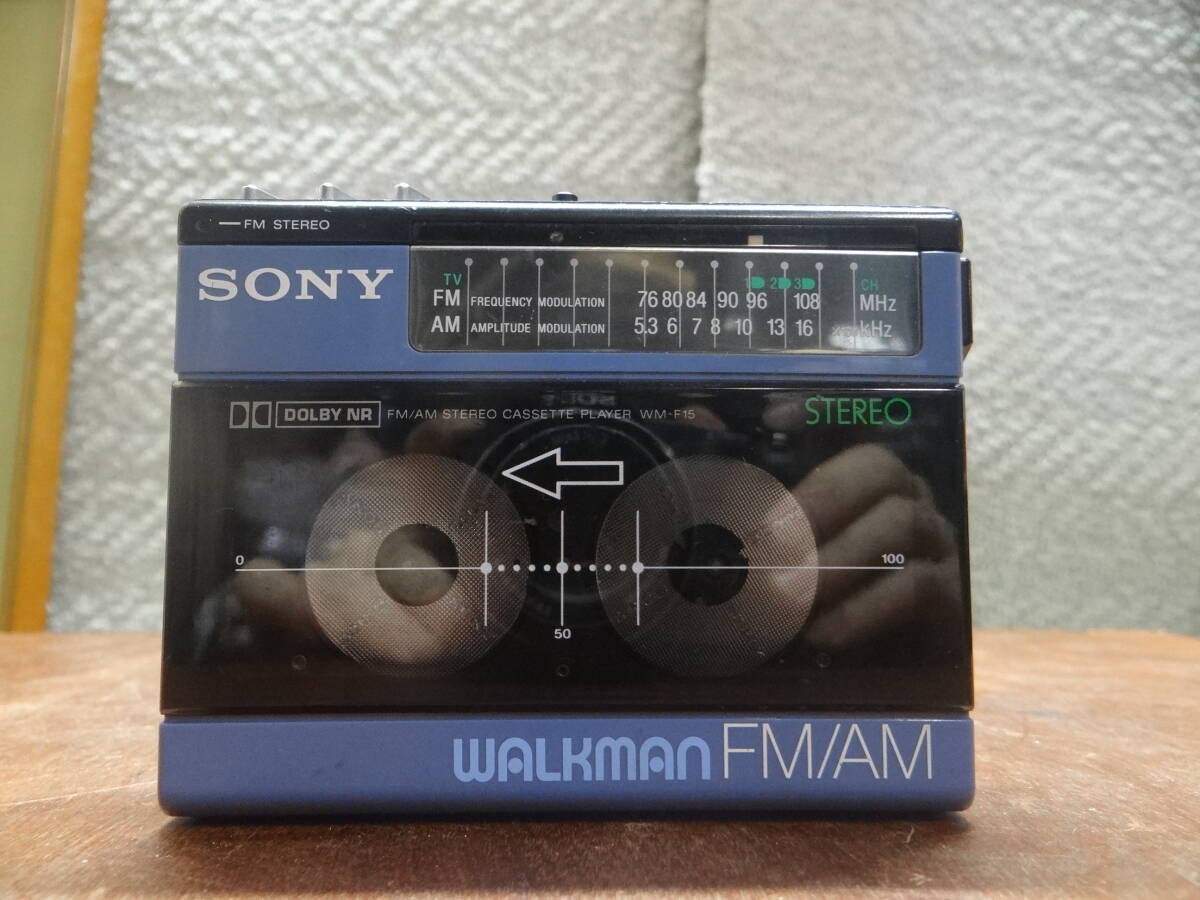 FM STEREO
SONY
TV 1 2 3 CH
FM FREQUENCY MODULATION 76 80 84 90 96 108 MHz
AM AMPLITUDE MODULATION 5.3 6 7 8 10 13 16 kHz
DOLBY NR FM/AM STEREO CASSETTE PLAYER WM-F15 STEREO
0 100
50
WALKMAN FM/AM